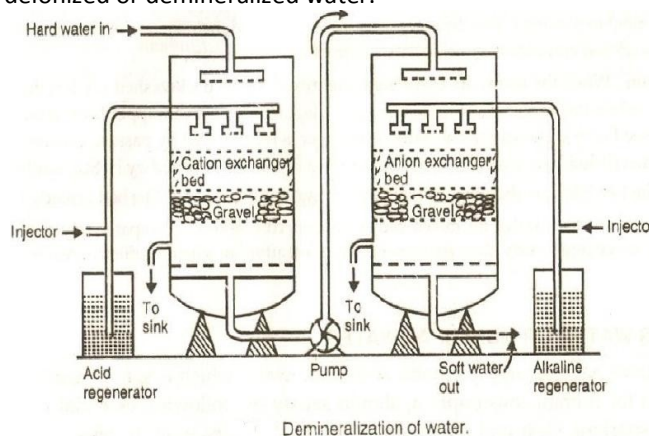 deionized or demineralized water.
Hard water in
Cation exchanger
bed
Anion exchanger
bed
Gravel
Gravel
Injector
Injecto
To
sink
To
sink
Acid
regenerator
Pump
Soft water
out
Alkaline
regenerator
Demineralization of water.